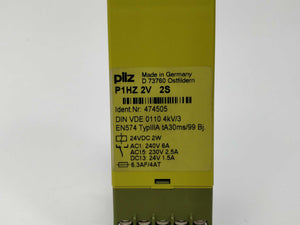 pilz
Made in Germany
D 73760 Ostfildern
P1HZ 2V 2S
Ident.Nr: 474505
DIN VDE 0110 4kV/3
EN574 TypIIIA tA30ms/99 Bj.
24VDC 2W
AC1: 240V 6A
AC15: 230V 2.5A
DC13: 24V 1.5A
6.3AF/4AT